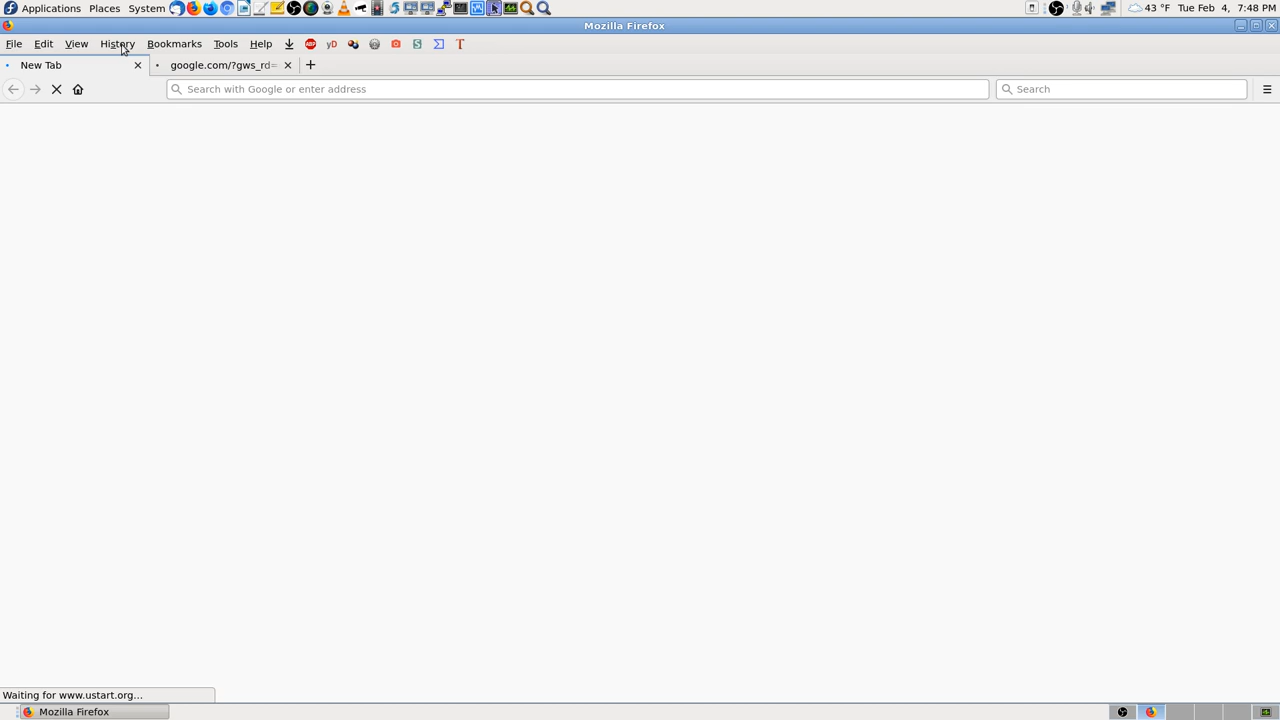 Applications Places System 43 °F Tue Feb 4, 7:48 PM
Mozilla Firefox
File Edit View History Bookmarks Tools Help ABP yD S Σ T
New Tab google.com/?gws_rd=
Search with Google or enter address Search
Waiting for www.ustart.org...
Mozilla Firefox